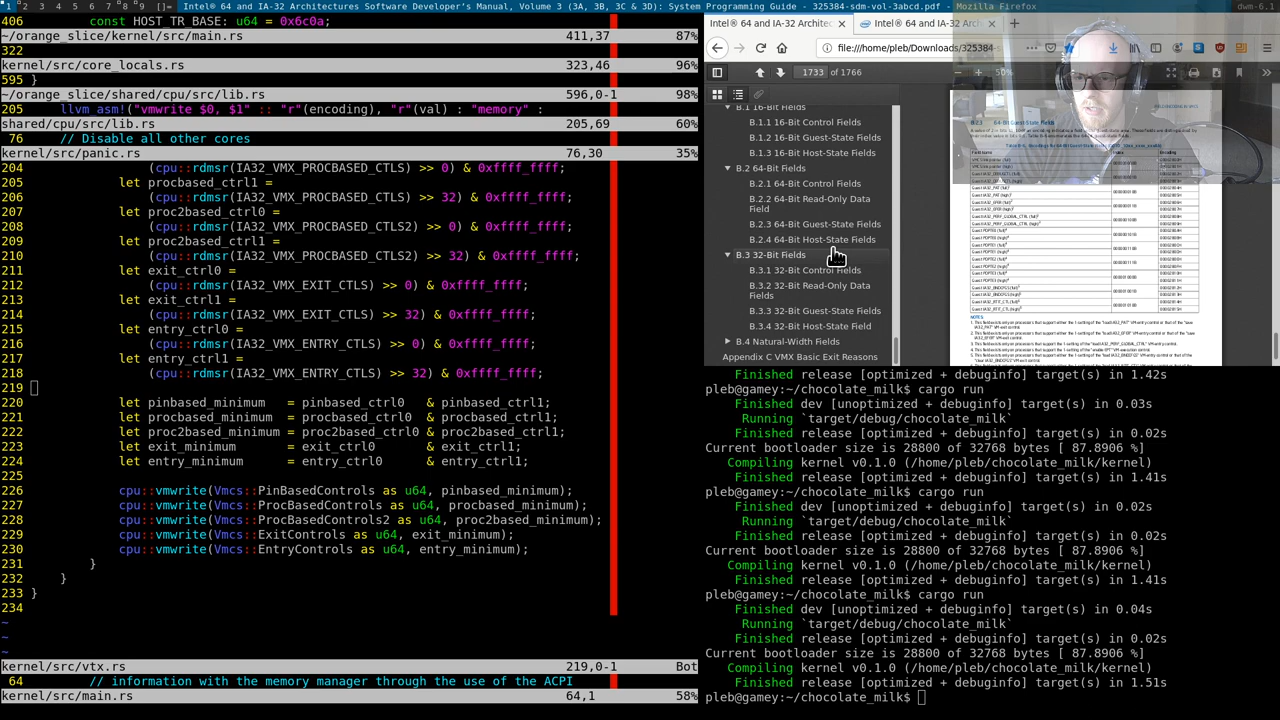 1 2 3 4 5 6 7 8 9 []= Intel® 64 and IA-32 Architectures Software Developer's Manual, Volume 3 (3A, 3B, 3C & 3D): System Programming Guide - 325384-sdm-vol-3abcd.pdf - Mozilla Firefox dwm-6.1
406 const HOST_TR_BASE: u64 = 0x6c0a;
~/orange_slice/kernel/src/main.rs 411,37 87%
322
kernel/src/core_locals.rs 323,46 96%
595 }
~/orange_slice/shared/cpu/src/lib.rs 596,0-1 98%
205 llvm_asm!("vmwrite $0, $1" :: "r"(encoding), "r"(val) : "memory" :
shared/cpu/src/lib.rs 205,69 60%
76 // Disable all other cores
kernel/src/panic.rs 76,30 35%
204 (cpu::rdmsr(IA32_VMX_PROCBASED_CTLS) >> 0) & 0xffff_ffff;
205 let procbased_ctrl1 =
206 (cpu::rdmsr(IA32_VMX_PROCBASED_CTLS) >> 32) & 0xffff_ffff;
207 let proc2based_ctrl0 =
208 (cpu::rdmsr(IA32_VMX_PROCBASED_CTLS2) >> 0) & 0xffff_ffff;
209 let proc2based_ctrl1 =
210 (cpu::rdmsr(IA32_VMX_PROCBASED_CTLS2) >> 32) & 0xffff_ffff;
211 let exit_ctrl0 =
212 (cpu::rdmsr(IA32_VMX_EXIT_CTLS) >> 0) & 0xffff_ffff;
213 let exit_ctrl1 =
214 (cpu::rdmsr(IA32_VMX_EXIT_CTLS) >> 32) & 0xffff_ffff;
215 let entry_ctrl0 =
216 (cpu::rdmsr(IA32_VMX_ENTRY_CTLS) >> 0) & 0xffff_ffff;
217 let entry_ctrl1 =
218 (cpu::rdmsr(IA32_VMX_ENTRY_CTLS) >> 32) & 0xffff_ffff;
219
220 let pinbased_minimum = pinbased_ctrl0 & pinbased_ctrl1;
221 let procbased_minimum = procbased_ctrl0 & procbased_ctrl1;
222 let proc2based_minimum = proc2based_ctrl0 & proc2based_ctrl1;
223 let exit_minimum = exit_ctrl0 & exit_ctrl1;
224 let entry_minimum = entry_ctrl0 & entry_ctrl1;
225
226 cpu::vmwrite(Vmcs::PinBasedControls as u64, pinbased_minimum);
227 cpu::vmwrite(Vmcs::ProcBasedControls as u64, procbased_minimum);
228 cpu::vmwrite(Vmcs::ProcBasedControls2 as u64, proc2based_minimum);
229 cpu::vmwrite(Vmcs::ExitControls as u64, exit_minimum);
230 cpu::vmwrite(Vmcs::EntryControls as u64, entry_minimum);
231 }
232 }
233 }
234
~
~
~
kernel/src/vtx.rs 219,0-1 Bot
64 // information with the memory manager through the use of the ACPI
kernel/src/main.rs 64,1 58%
Intel® 64 and IA-32 Architec
Intel® 64 and IA-32 Arc
file:///home/pleb/Downloads/325384-
1733 of 1766
50%
B.1 16-Bit Fields
B.1.1 16-Bit Control Fields
B.1.2 16-Bit Guest-State Fields
B.1.3 16-Bit Host-State Fields
B.2 64-Bit Fields
B.2.1 64-Bit Control Fields
B.2.2 64-Bit Read-Only Data
Field
B.2.3 64-Bit Guest-State Fields
B.2.4 64-Bit Host-State Fields
B.3 32-Bit Fields
B.3.1 32-Bit Control Fields
B.3.2 32-Bit Read-Only Data
Fields
B.3.3 32-Bit Guest-State Fields
B.3.4 32-Bit Host-State Field
B.4 Natural-Width Fields
Appendix C VMX Basic Exit Reasons
Finished release [optimized + debuginfo] target(s) in 1.42s
pleb@gamey:~/chocolate_milk$ cargo run
Finished dev [unoptimized + debuginfo] target(s) in 0.03s
Running `target/debug/chocolate_milk`
Finished release [optimized + debuginfo] target(s) in 0.02s
Current bootloader size is 28800 of 32768 bytes [ 87.8906 %]
Compiling kernel v0.1.0 (/home/pleb/chocolate_milk/kernel)
Finished release [optimized + debuginfo] target(s) in 1.41s
pleb@gamey:~/chocolate_milk$ cargo run
Finished dev [unoptimized + debuginfo] target(s) in 0.02s
Running `target/debug/chocolate_milk`
Finished release [optimized + debuginfo] target(s) in 0.02s
Current bootloader size is 28800 of 32768 bytes [ 87.8906 %]
Compiling kernel v0.1.0 (/home/pleb/chocolate_milk/kernel)
Finished release [optimized + debuginfo] target(s) in 1.41s
pleb@gamey:~/chocolate_milk$ cargo run
Finished dev [unoptimized + debuginfo] target(s) in 0.04s
Running `target/debug/chocolate_milk`
Finished release [optimized + debuginfo] target(s) in 0.02s
Current bootloader size is 28800 of 32768 bytes [ 87.8906 %]
Compiling kernel v0.1.0 (/home/pleb/chocolate_milk/kernel)
Finished release [optimized + debuginfo] target(s) in 1.51s
pleb@gamey:~/chocolate_milk$